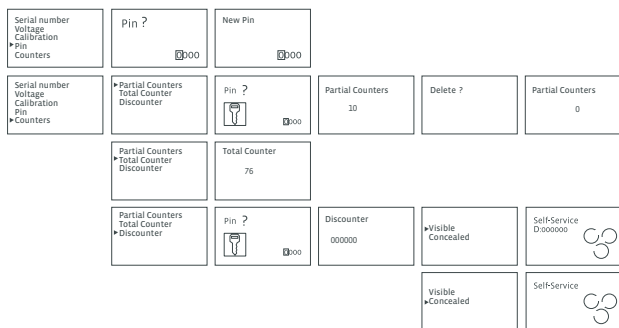 Serial number
Voltage
Calibration
▸Pin
Counters
Pin ?
0000
New Pin
0000
Serial number
Voltage
Calibration
Pin
▸Counters
▸Partial Counters
Total Counter
Discounter
Pin ?
0000
Partial Counters
10
Delete ?
Partial Counters
0
Partial Counters
▸Total Counter
Discounter
Total Counter
76
Partial Counters
Total Counter
▸Discounter
Pin ?
0000
Discounter
000000
▸Visible
Concealed
Self-Service
D:000000
Visible
▸Concealed
Self-Service